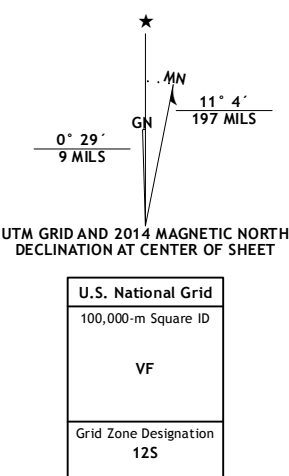 MN
11° 4´
197 MILS
GN
0° 29´
9 MILS
UTM GRID AND 2014 MAGNETIC NORTH
DECLINATION AT CENTER OF SHEET
U.S. National Grid
100,000-m Square ID
VF
Grid Zone Designation
12S